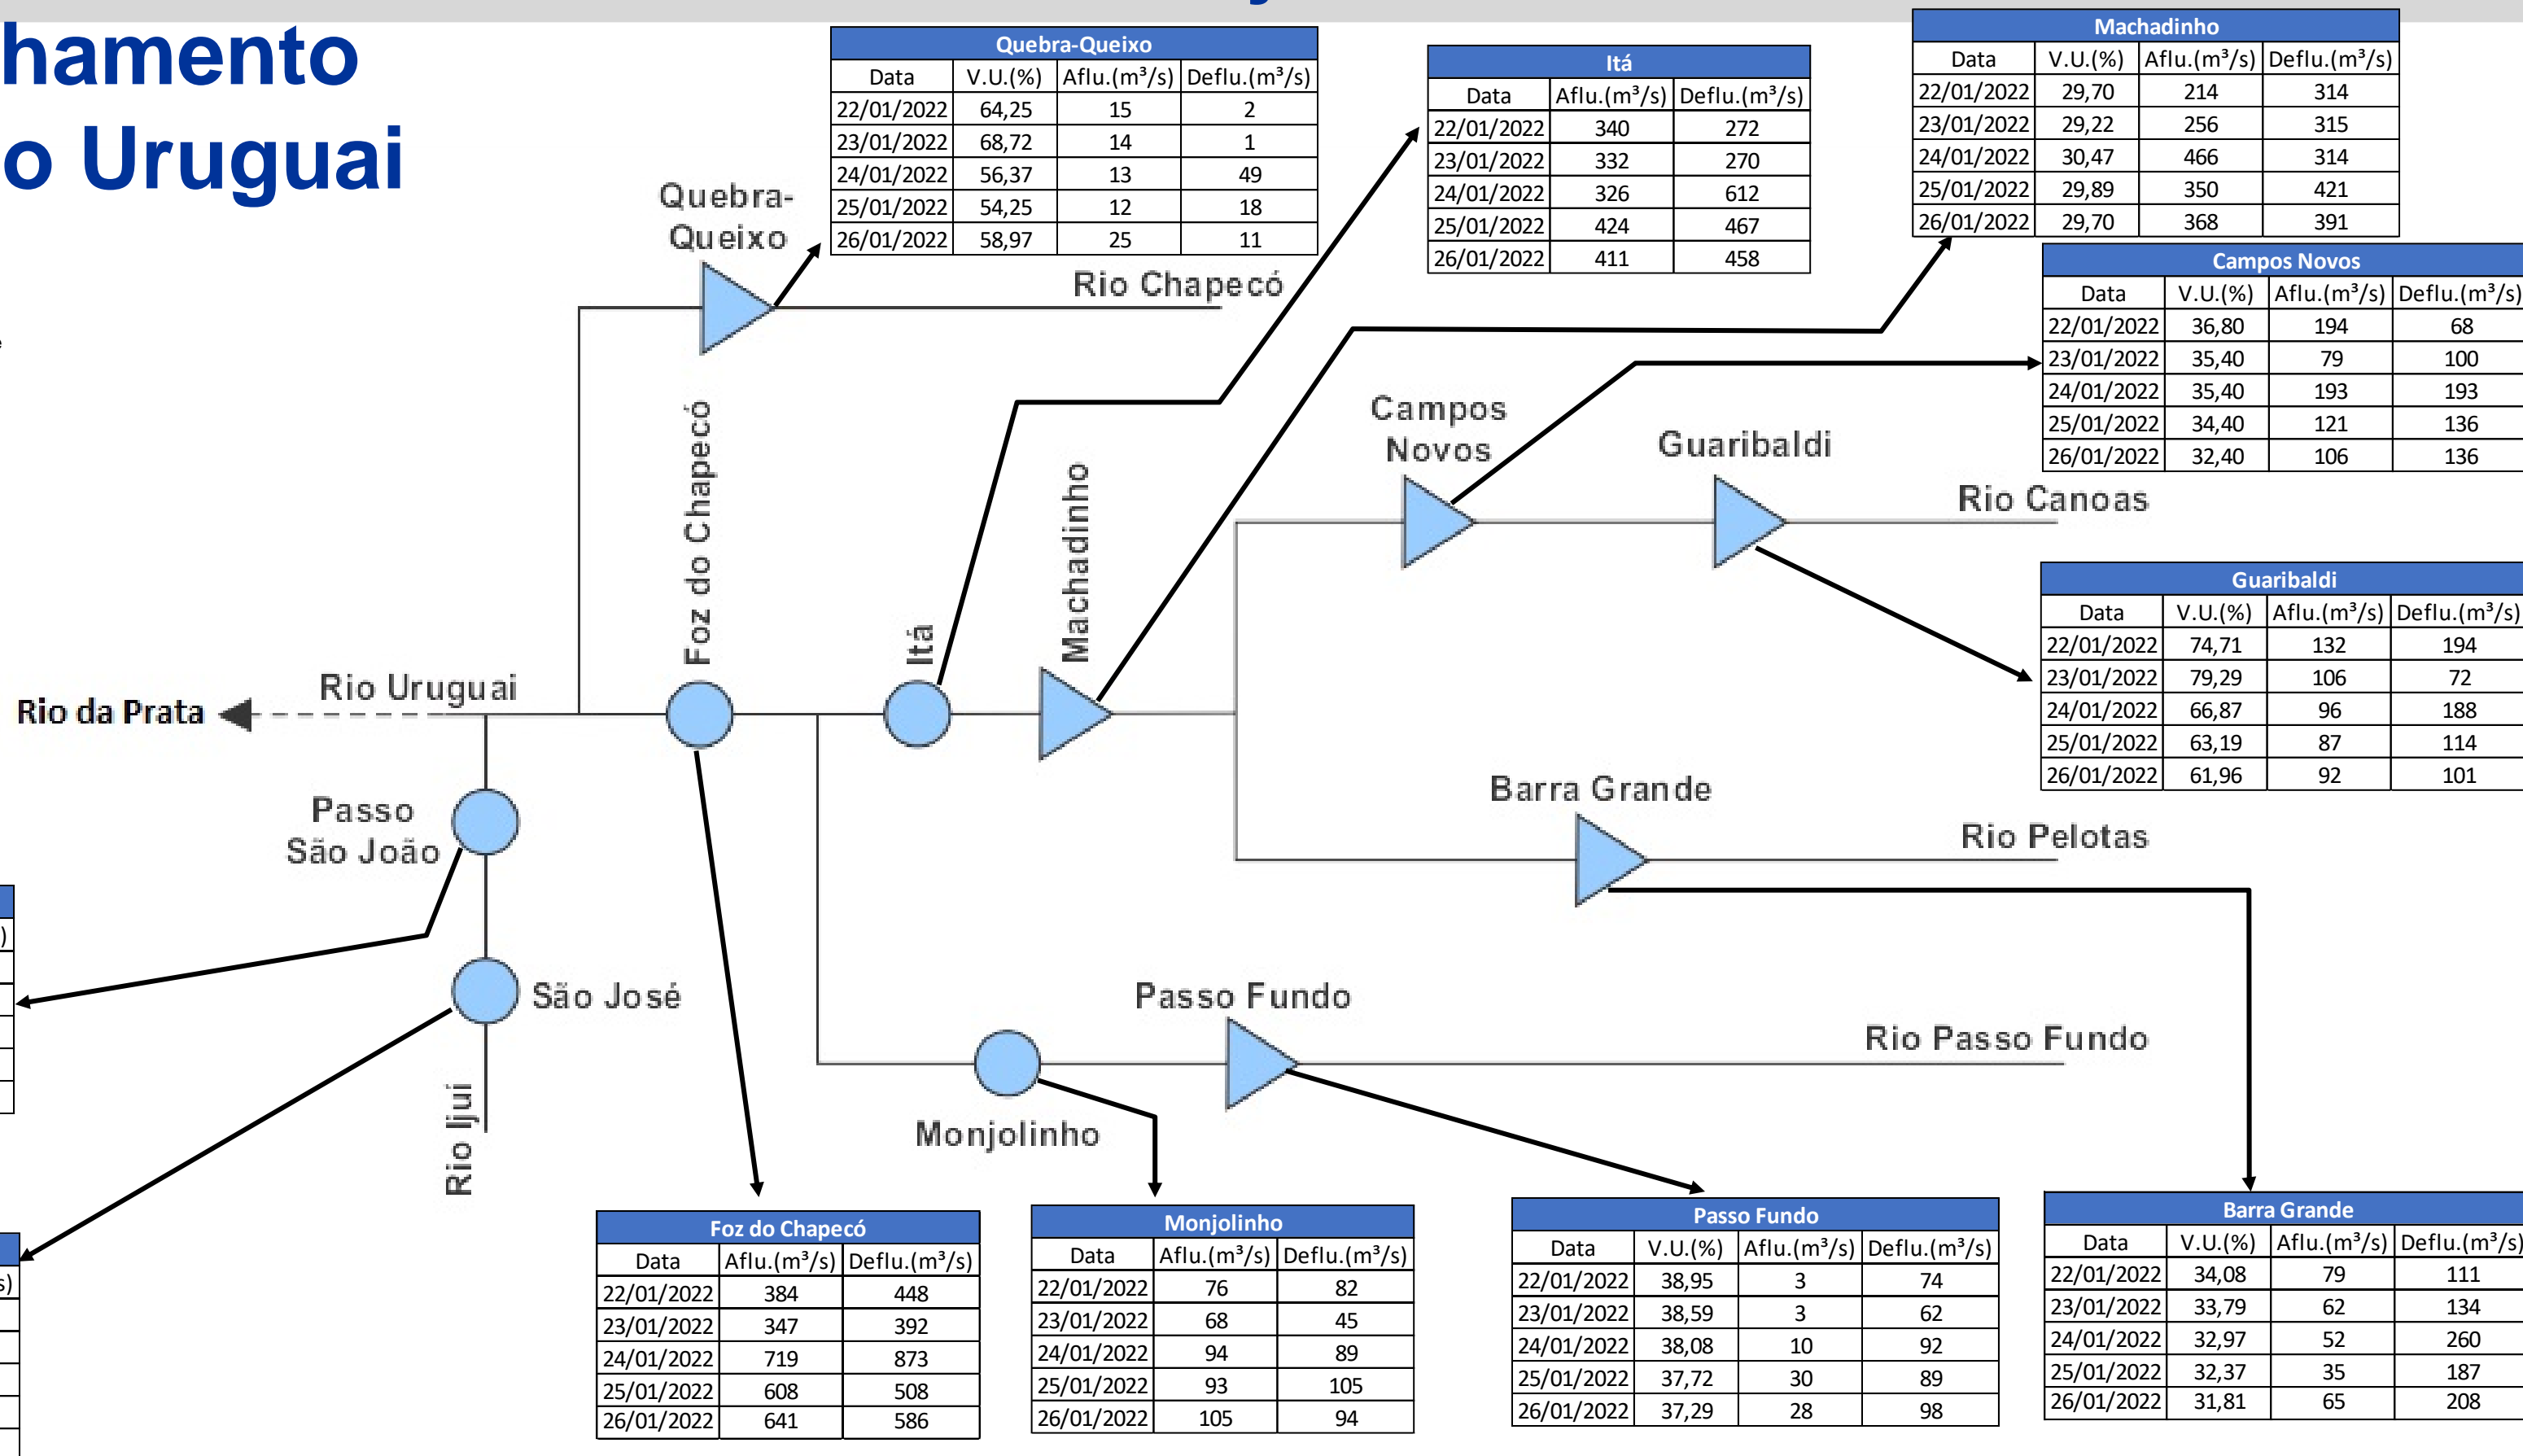 hamento
o Uruguai
Quebra-Queixo
Data V.U.(%) Aflu.(m³/s) Deflu.(m³/s)
22/01/2022 64,25 15 2
23/01/2022 68,72 14 1
24/01/2022 56,37 13 49
25/01/2022 54,25 12 18
26/01/2022 58,97 25 11
Itá
Data Aflu.(m³/s) Deflu.(m³/s)
22/01/2022 340 272
23/01/2022 332 270
24/01/2022 326 612
25/01/2022 424 467
26/01/2022 411 458
Machadinho
Data V.U.(%) Aflu.(m³/s) Deflu.(m³/s)
22/01/2022 29,70 214 314
23/01/2022 29,22 256 315
24/01/2022 30,47 466 314
25/01/2022 29,89 350 421
26/01/2022 29,70 368 391
Campos Novos
Data V.U.(%) Aflu.(m³/s) Deflu.(m³/s)
22/01/2022 36,80 194 68
23/01/2022 35,40 79 100
24/01/2022 35,40 193 193
25/01/2022 34,40 121 136
26/01/2022 32,40 106 136
Quebra-
Queixo
Rio Chapecó
Foz do Chapecó
Itá
Machadinho
Campos
Novos
Guaribaldi
Rio Canoas
Guaribaldi
Data V.U.(%) Aflu.(m³/s) Deflu.(m³/s)
22/01/2022 74,71 132 194
23/01/2022 79,29 106 72
24/01/2022 66,87 96 188
25/01/2022 63,19 87 114
26/01/2022 61,96 92 101
Rio da Prata
Rio Uruguai
Passo
São João
Barra Grande
Rio Pelotas
São José
Rio Ijuí
Passo Fundo
Rio Passo Fundo
Monjolinho
)
s)
Foz do Chapecó
Data Aflu.(m³/s) Deflu.(m³/s)
22/01/2022 384 448
23/01/2022 347 392
24/01/2022 719 873
25/01/2022 608 508
26/01/2022 641 586
Monjolinho
Data Aflu.(m³/s) Deflu.(m³/s)
22/01/2022 76 82
23/01/2022 68 45
24/01/2022 94 89
25/01/2022 93 105
26/01/2022 105 94
Passo Fundo
Data V.U.(%) Aflu.(m³/s) Deflu.(m³/s)
22/01/2022 38,95 3 74
23/01/2022 38,59 3 62
24/01/2022 38,08 10 92
25/01/2022 37,72 30 89
26/01/2022 37,29 28 98
Barra Grande
Data V.U.(%) Aflu.(m³/s) Deflu.(m³/s)
22/01/2022 34,08 79 111
23/01/2022 33,79 62 134
24/01/2022 32,97 52 260
25/01/2022 32,37 35 187
26/01/2022 31,81 65 208